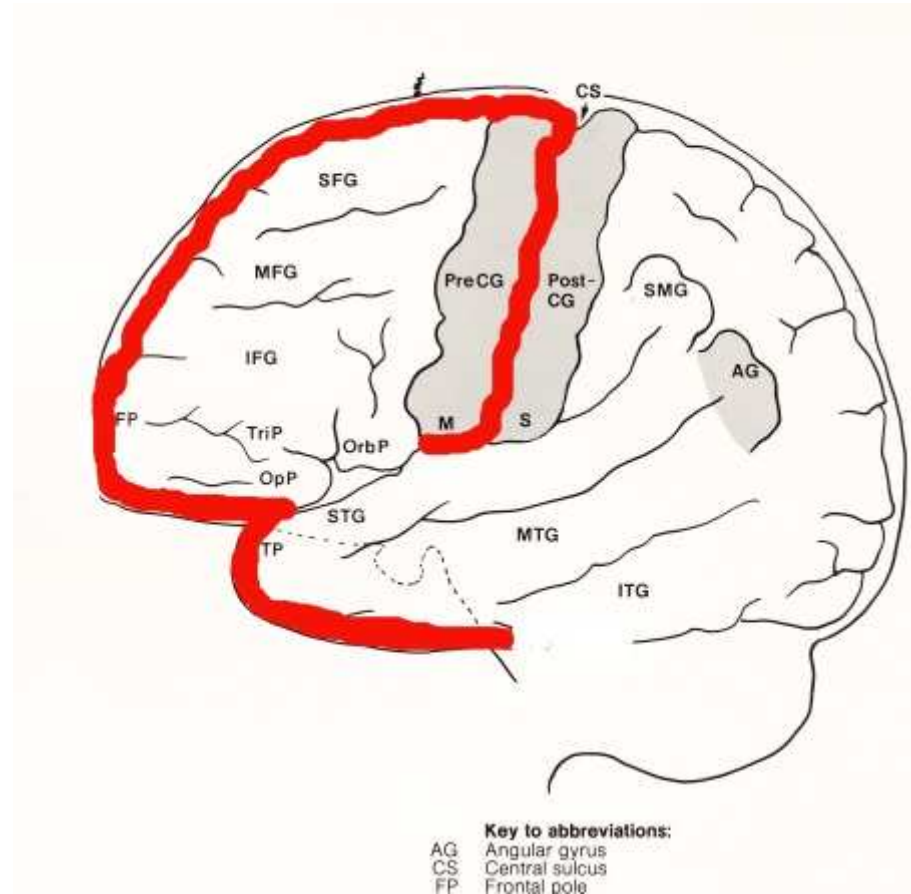 CS
SFG
MFG
PreCG
Post-
CG
SMG
IFG
AG
FP
TriP
M
S
OrbP
OpP
STG
MTG
TP
ITG
Key to abbreviations:
AG Angular gyrus
CS Central sulcus
FP Frontal pole